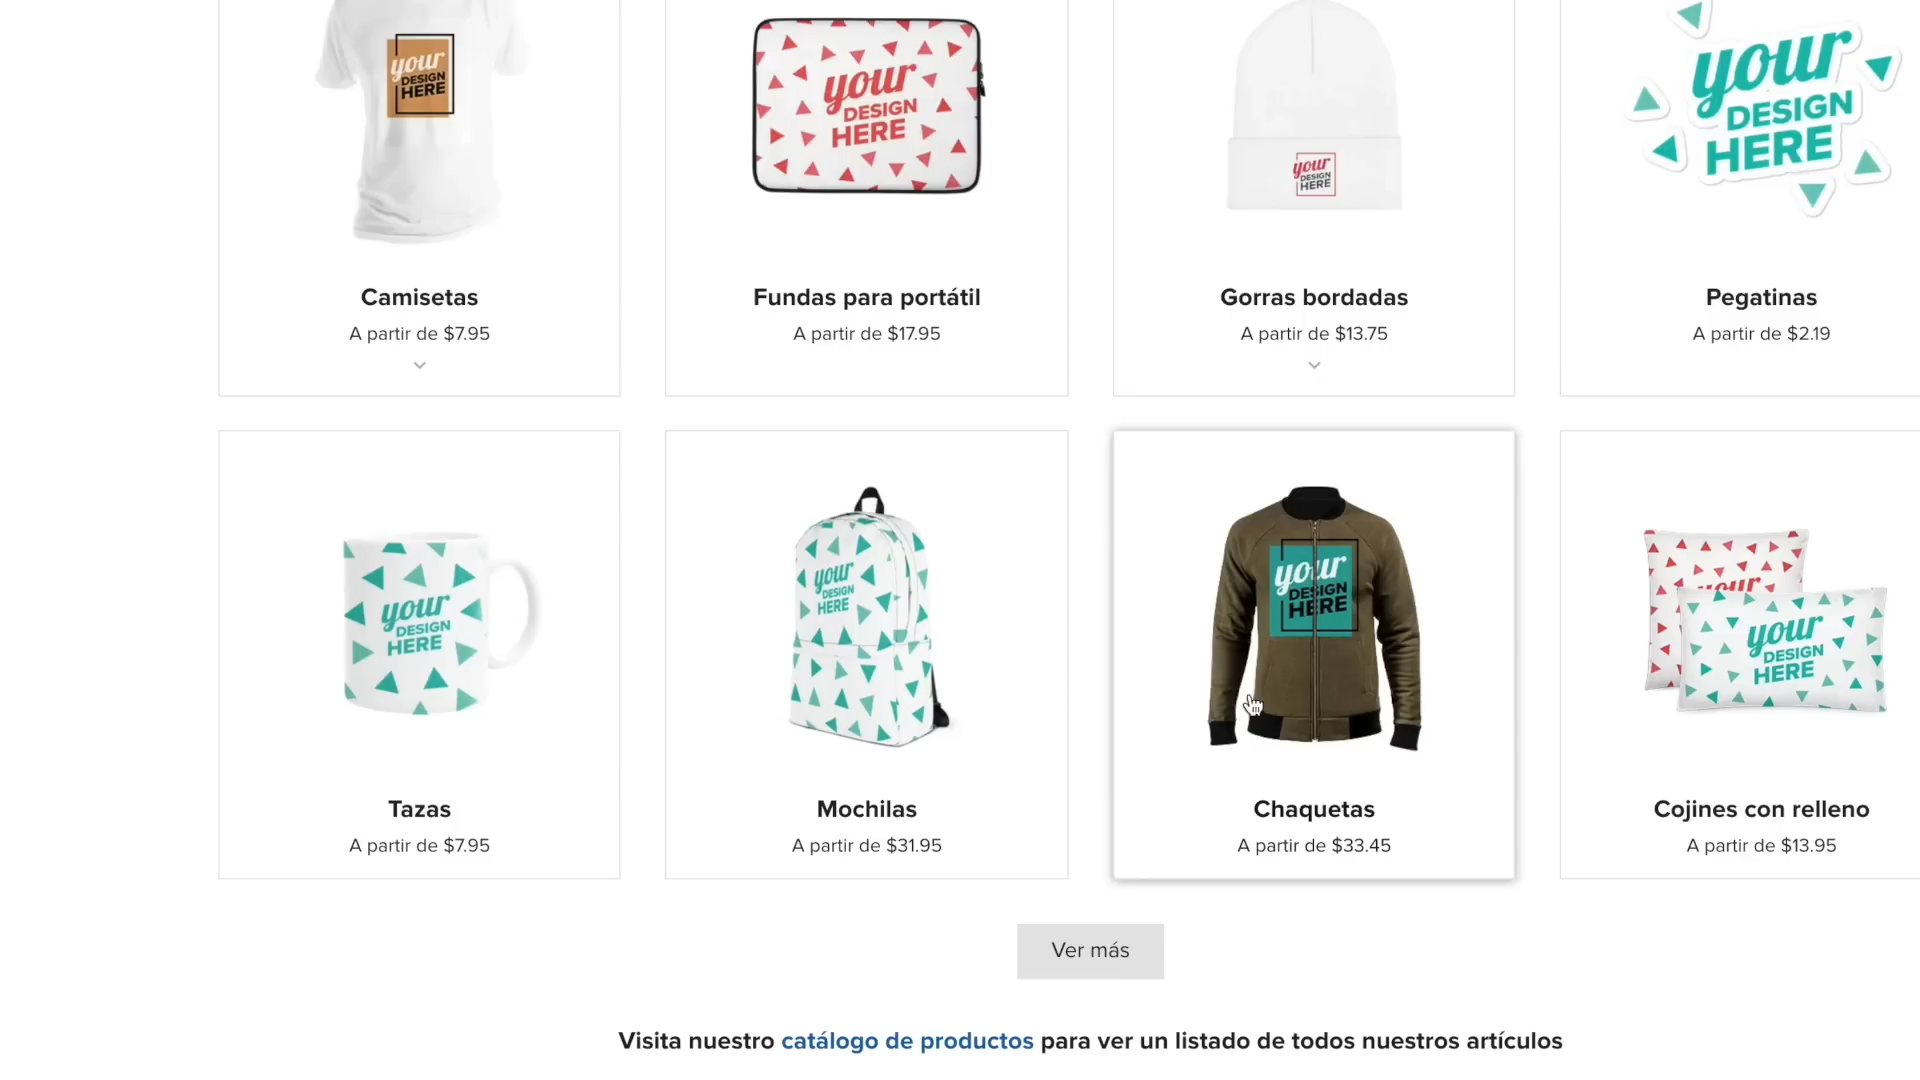 your
DESIGN
HERE
your
DESIGN
HERE
your
DESIGN
HERE
your
DESIGN
HERE
Camisetas
A partir de $7.95
Fundas para portátil
A partir de $17.95
Gorras bordadas
A partir de $13.75
Pegatinas
A partir de $2.19
your
DESIGN
HERE
your
DESIGN
HERE
your
DESIGN
HERE
your
your
DESIGN
HERE
Tazas
A partir de $7.95
Mochilas
A partir de $31.95
Chaquetas
A partir de $33.45
Cojines con relleno
A partir de $13.95
Ver más
Visita nuestro catálogo de productos para ver un listado de todos nuestros artículos